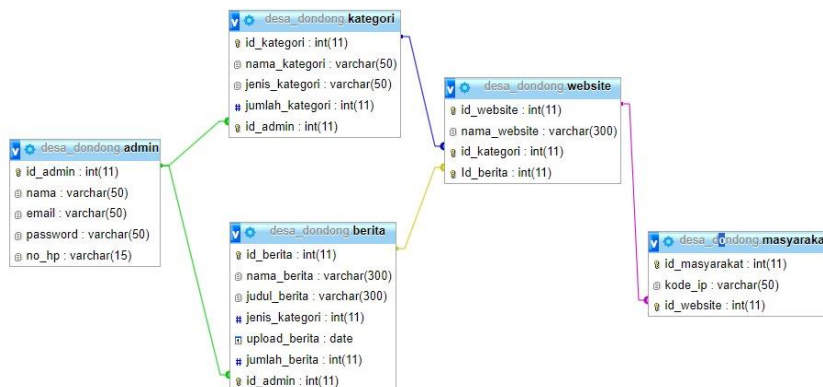 desa_dondong kategori
id_kategori : int(11)
nama_kategori : varchar(50)
jenis_kategori : varchar(50)
jumlah_kategori : int(11)
id_admin : int(11)
desa_dondong website
id_website : int(11)
nama_website : varchar(300)
id_kategori : int(11)
Id_berita : int(11)
desa_dondong admin
id_admin : int(11)
nama : varchar(50)
email : varchar(50)
password : varchar(50)
no_hp : varchar(15)
desa_dondong berita
id_berita : int(11)
nama_berita : varchar(300)
judul_berita : varchar(300)
jenis_kategori : int(11)
upload_berita : date
jumlah_berita : int(11)
id_admin : int(11)
desa_dondong masyarakat
id_masyarakat : int(11)
kode_ip : varchar(50)
id_website : int(11)